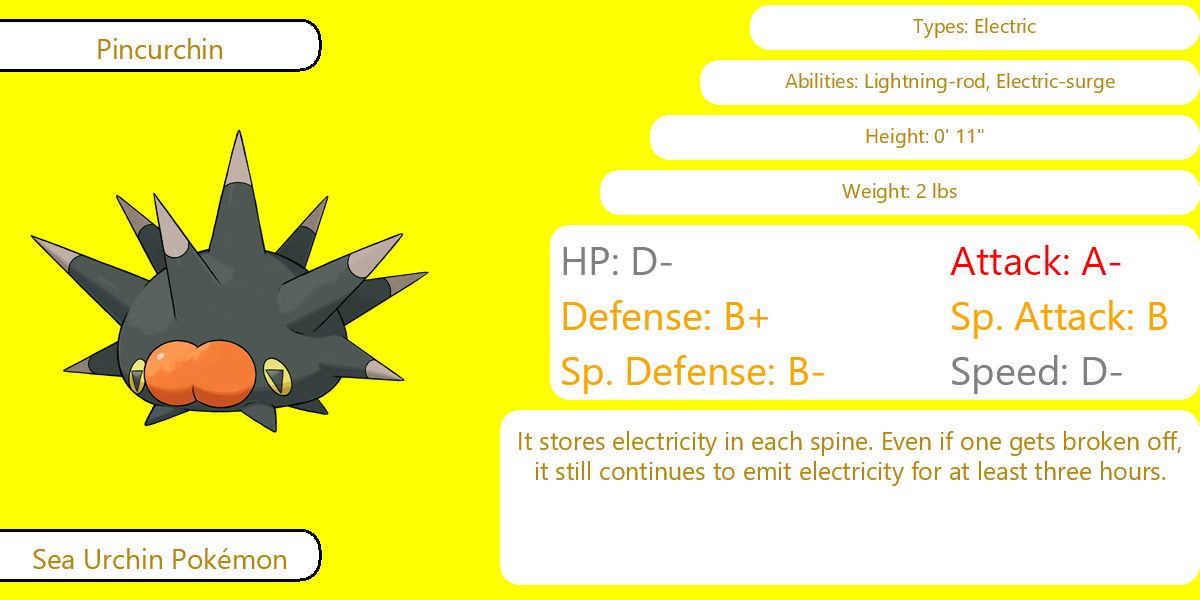 Pincurchin
Types: Electric
Abilities: Lightning-rod, Electric-surge
Height: 0' 11"
Weight: 2 lbs
HP: D-
Attack: A-
Defense: B+
Sp. Attack: B
Sp. Defense: B-
Speed: D-
It stores electricity in each spine. Even if one gets broken off,
it still continues to emit electricity for at least three hours.
Sea Urchin Pokémon